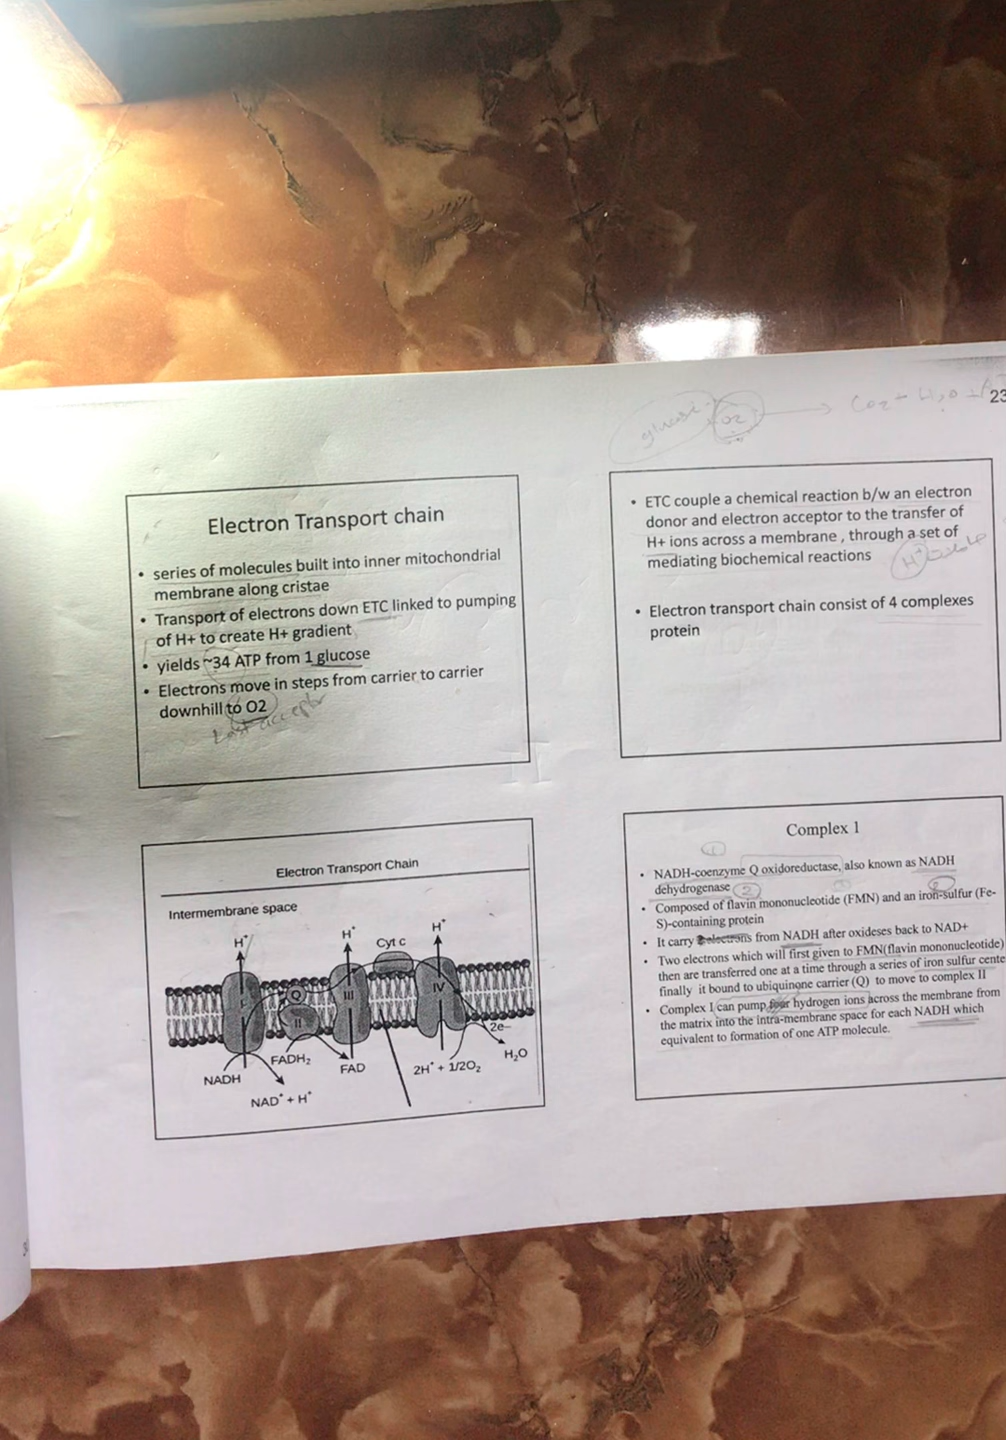 23
glucose + O2 → CO2 + H2O +
Electron Transport chain
• series of molecules built into inner mitochondrial
membrane along cristae
• Transport of electrons down ETC linked to pumping
of H+ to create H+ gradient
• yields ~34 ATP from 1 glucose
• Electrons move in steps from carrier to carrier
downhill to O2
Last acceptor
• ETC couple a chemical reaction b/w an electron
donor and electron acceptor to the transfer of
H+ ions across a membrane , through a set of
mediating biochemical reactions
H+
• Electron transport chain consist of 4 complexes
protein
Electron Transport Chain
Intermembrane space
H+
H+
Cyt c
H+
I
Q
II
III
IV
2e-
NADH
FADH2
FAD
2H+ + 1/2O2
H2O
NAD+ + H+
Complex 1
1
• NADH-coenzyme Q oxidoreductase, also known as NADH
dehydrogenase 2
• Composed of flavin mononucleotide (FMN) and an iron-sulfur (Fe-
S)-containing protein
• It carry 2 electrons from NADH after oxideses back to NAD+
• Two electrons which will first given to FMN(flavin mononucleotide)
then are transferred one at a time through a series of iron sulfur cente
finally it bound to ubiquinone carrier (Q) to move to complex II
• Complex I can pump four hydrogen ions across the membrane from
the matrix into the intra-membrane space for each NADH which
equivalent to formation of one ATP molecule.